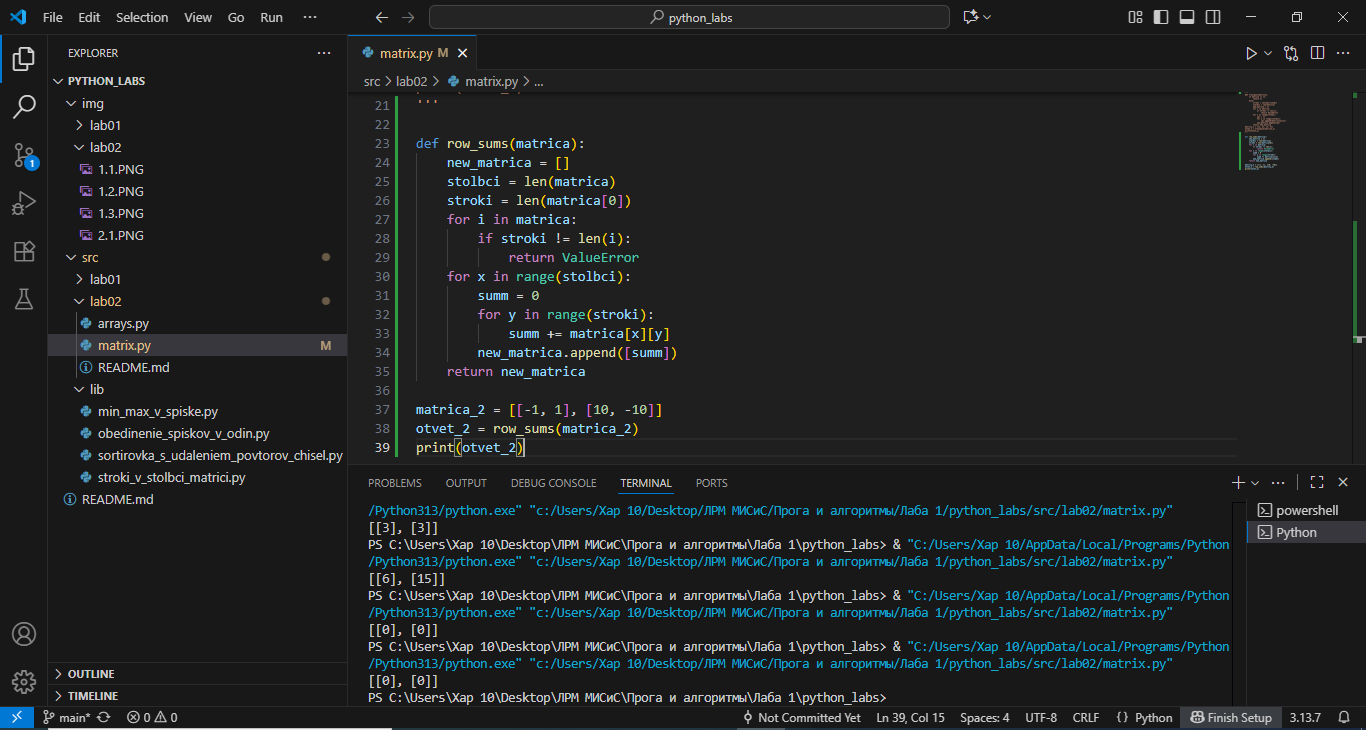 File Edit Selection View Go Run ··· python_labs
EXPLORER ···
PYTHON_LABS
img
lab01
lab02
1.1.PNG
1.2.PNG
1.3.PNG
2.1.PNG
src
lab01
lab02
arrays.py
matrix.py M
README.md
lib
min_max_v_spiske.py
obedinenie_spiskov_v_odin.py
sortirovka_s_udaleniem_povtorov_chisel.py
stroki_v_stolbci_matrici.py
README.md
OUTLINE
TIMELINE
1
matrix.py M
src > lab02 > matrix.py > ...
21 '''
22
23 def row_sums(matrica):
24     new_matrica = []
25     stolbci = len(matrica)
26     stroki = len(matrica[0])
27     for i in matrica:
28         if stroki != len(i):
29             return ValueError
30     for x in range(stolbci):
31         summ = 0
32         for y in range(stroki):
33             summ += matrica[x][y]
34         new_matrica.append([summ])
35     return new_matrica
36
37 matrica_2 = [[-1, 1], [10, -10]]
38 otvet_2 = row_sums(matrica_2)
39 print(otvet_2)
PROBLEMS OUTPUT DEBUG CONSOLE TERMINAL PORTS
/Python313/python.exe" "c:/Users/Xap 10/Desktop/ЛРМ МИСиС/Прога и алгоритмы/Лаба 1/python_labs/src/lab02/matrix.py"
[[3], [3]]
PS C:\Users\Xap 10\Desktop\ЛРМ МИСиС\Прога и алгоритмы\Лаба 1\python_labs> & "C:/Users/Xap 10/AppData/Local/Programs/Python
/Python313/python.exe" "c:/Users/Xap 10/Desktop/ЛРМ МИСиС/Прога и алгоритмы/Лаба 1/python_labs/src/lab02/matrix.py"
[[6], [15]]
PS C:\Users\Xap 10\Desktop\ЛРМ МИСиС\Прога и алгоритмы\Лаба 1\python_labs> & "C:/Users/Xap 10/AppData/Local/Programs/Python
/Python313/python.exe" "c:/Users/Xap 10/Desktop/ЛРМ МИСиС/Прога и алгоритмы/Лаба 1/python_labs/src/lab02/matrix.py"
[[0], [0]]
PS C:\Users\Xap 10\Desktop\ЛРМ МИСиС\Прога и алгоритмы\Лаба 1\python_labs> & "C:/Users/Xap 10/AppData/Local/Programs/Python
/Python313/python.exe" "c:/Users/Xap 10/Desktop/ЛРМ МИСиС/Прога и алгоритмы/Лаба 1/python_labs/src/lab02/matrix.py"
[[0], [0]]
PS C:\Users\Xap 10\Desktop\ЛРМ МИСиС\Прога и алгоритмы\Лаба 1\python_labs>
powershell
Python
main* 0 0 Not Committed Yet Ln 39, Col 15 Spaces: 4 UTF-8 CRLF {} Python Finish Setup 3.13.7